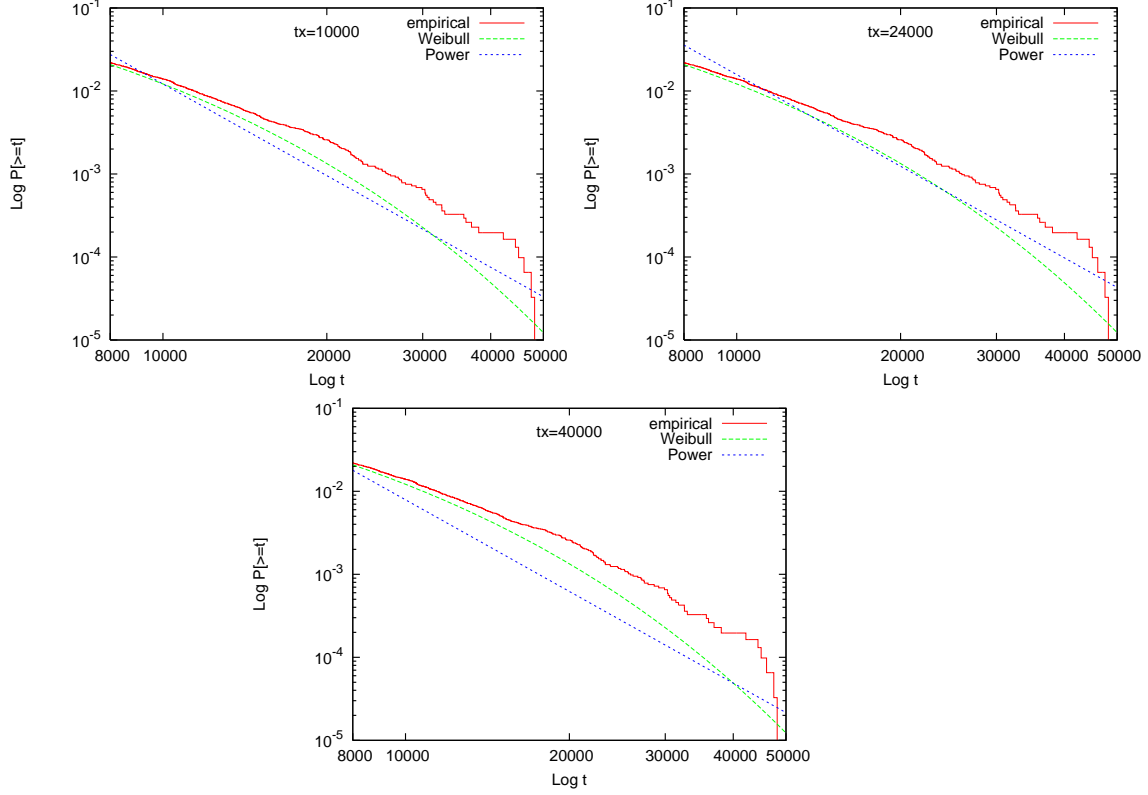 10^-1
tx=10000
empirical
Weibull
Power
10^-2
Log P[>=t]
10^-3
10^-4
10^-5
8000 10000 20000 30000 40000 50000
Log t
10^-1
tx=24000
empirical
Weibull
Power
10^-2
Log P[>=t]
10^-3
10^-4
10^-5
8000 10000 20000 30000 40000 50000
Log t
10^-1
tx=40000
empirical
Weibull
Power
10^-2
Log P[>=t]
10^-3
10^-4
10^-5
8000 10000 20000 30000 40000 50000
Log t